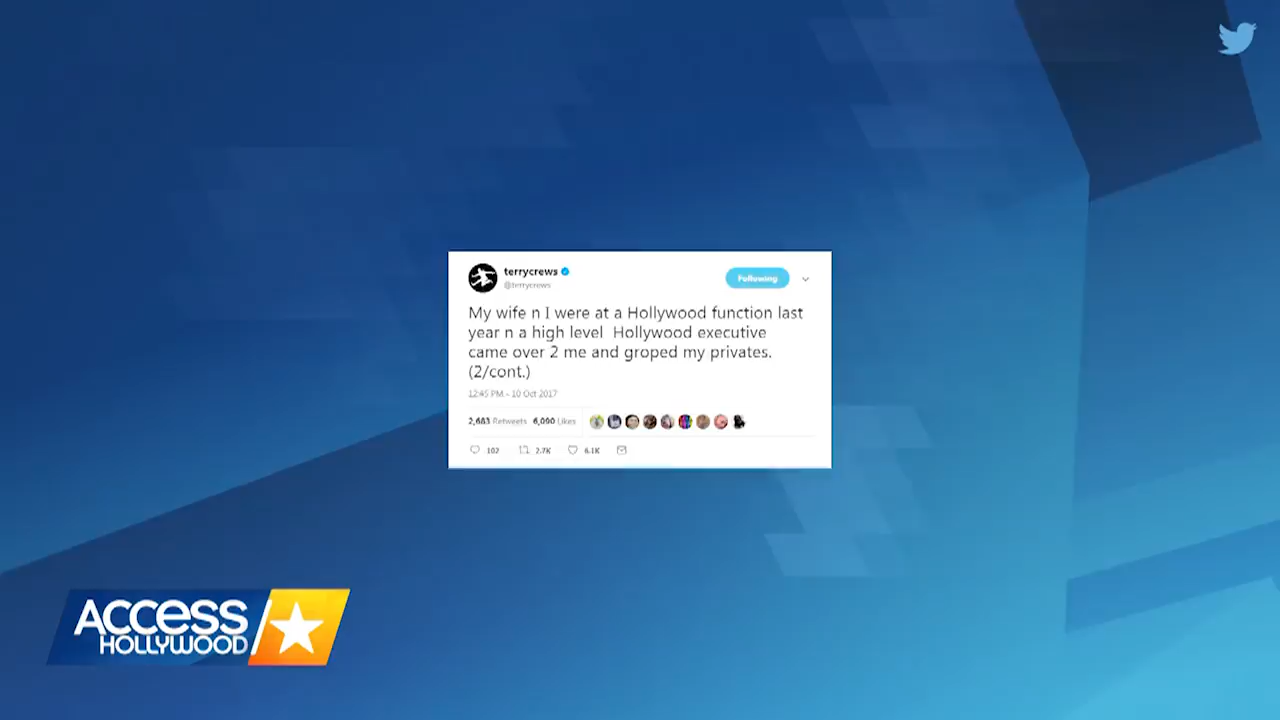 terrycrews
@terrycrews
Following
My wife n I were at a Hollywood function last
year n a high level Hollywood executive
came over 2 me and groped my privates.
(2/cont.)
12:45 PM - 10 Oct 2017
2,683 Retweets 6,090 Likes
102 2.7K 6.1K
ACCESS
HOLLYWOOD